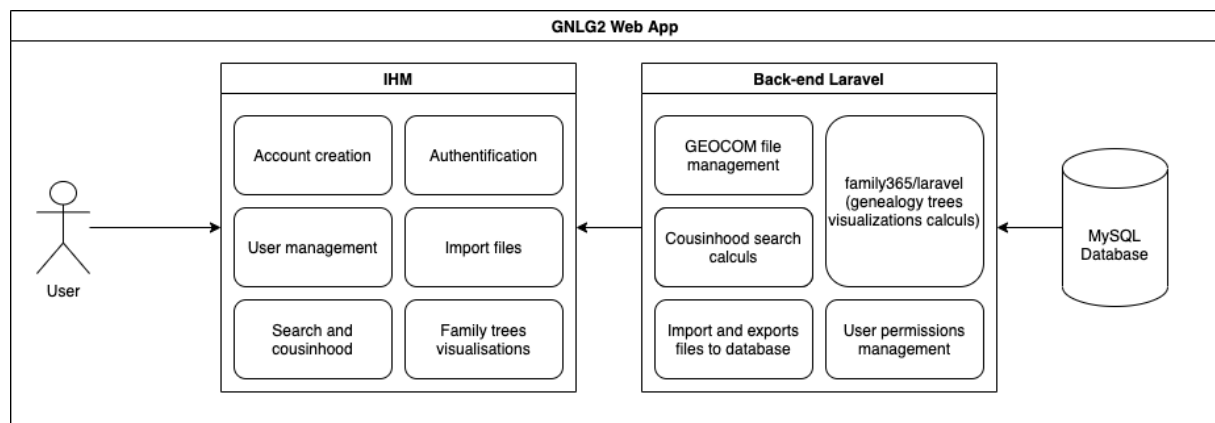 GNLG2 Web App
IHM
Account creation
Authentification
User management
Import files
Search and
cousinhood
Family trees
visualisations
Back-end Laravel
GEOCOM file
management
family365/laravel
(genealogy trees
visualizations calculs)
Cousinhood search
calculs
Import and exports
files to database
User permissions
management
User
MySQL
Database